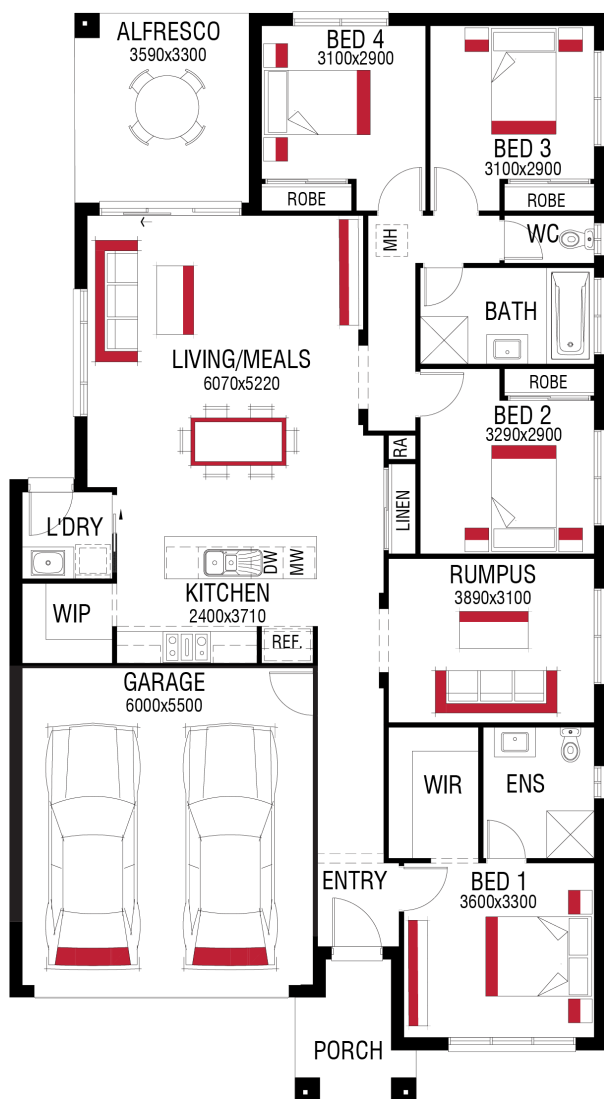 ALFRESCO
3590x3300
BED 4
3100x2900
BED 3
3100x2900
ROBE
ROBE
MH
WC
BATH
LIVING/MEALS
6070x5220
ROBE
BED 2
3290x2900
RA
LINEN
L'DRY
DW
MW
KITCHEN
2400x3710
WIP
REF.
RUMPUS
3890x3100
GARAGE
6000x5500
WIR
ENS
ENTRY
BED 1
3600x3300
PORCH